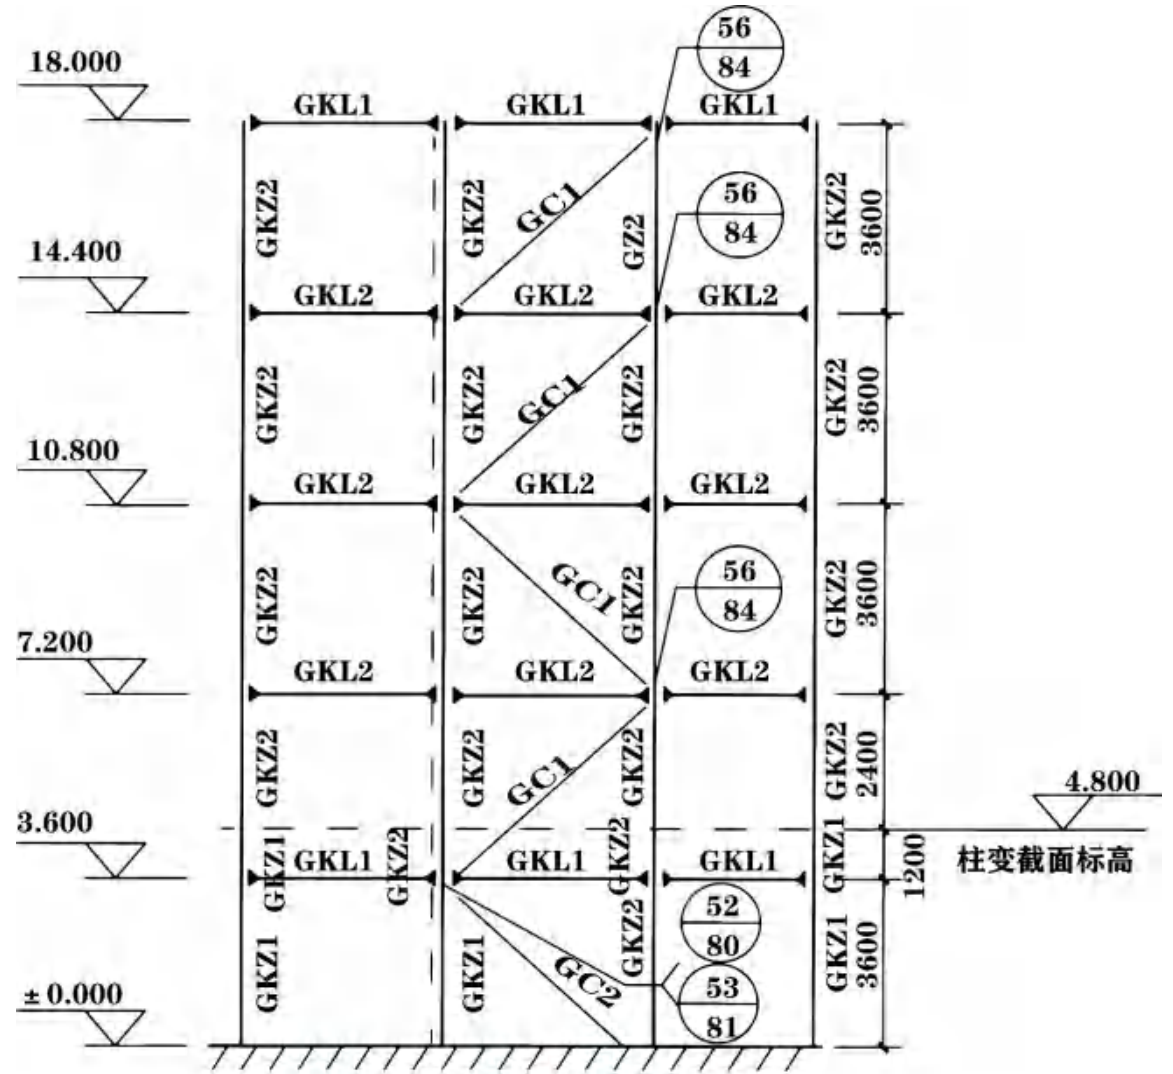 56
84
18.000
GKL1 GKL1 GKL1
GKZ2 GKZ2 GC1 GZ2 GKZ2 3600
56
84
14.400
GKL2 GKL2 GKL2
GKZ2 GKZ2 GC1 GKZ2 GKZ2 3600
10.800
GKL2 GKL2 GKL2
GKZ2 GKZ2 GC1 GKZ2 GKZ2 3600
56
84
7.200
GKL2 GKL2 GKL2
GKZ2 GKZ2 GC1 GKZ2 GKZ2 2400
4.800
3.600
GKZ1 GKZ2 GKZ2 GKZ1 1200
柱变截面标高
GKL1 GKL1 GKL1
52
80
GKZ1 GKZ1 GC2 GKZ2 GKZ1 3600
53
81
±0.000